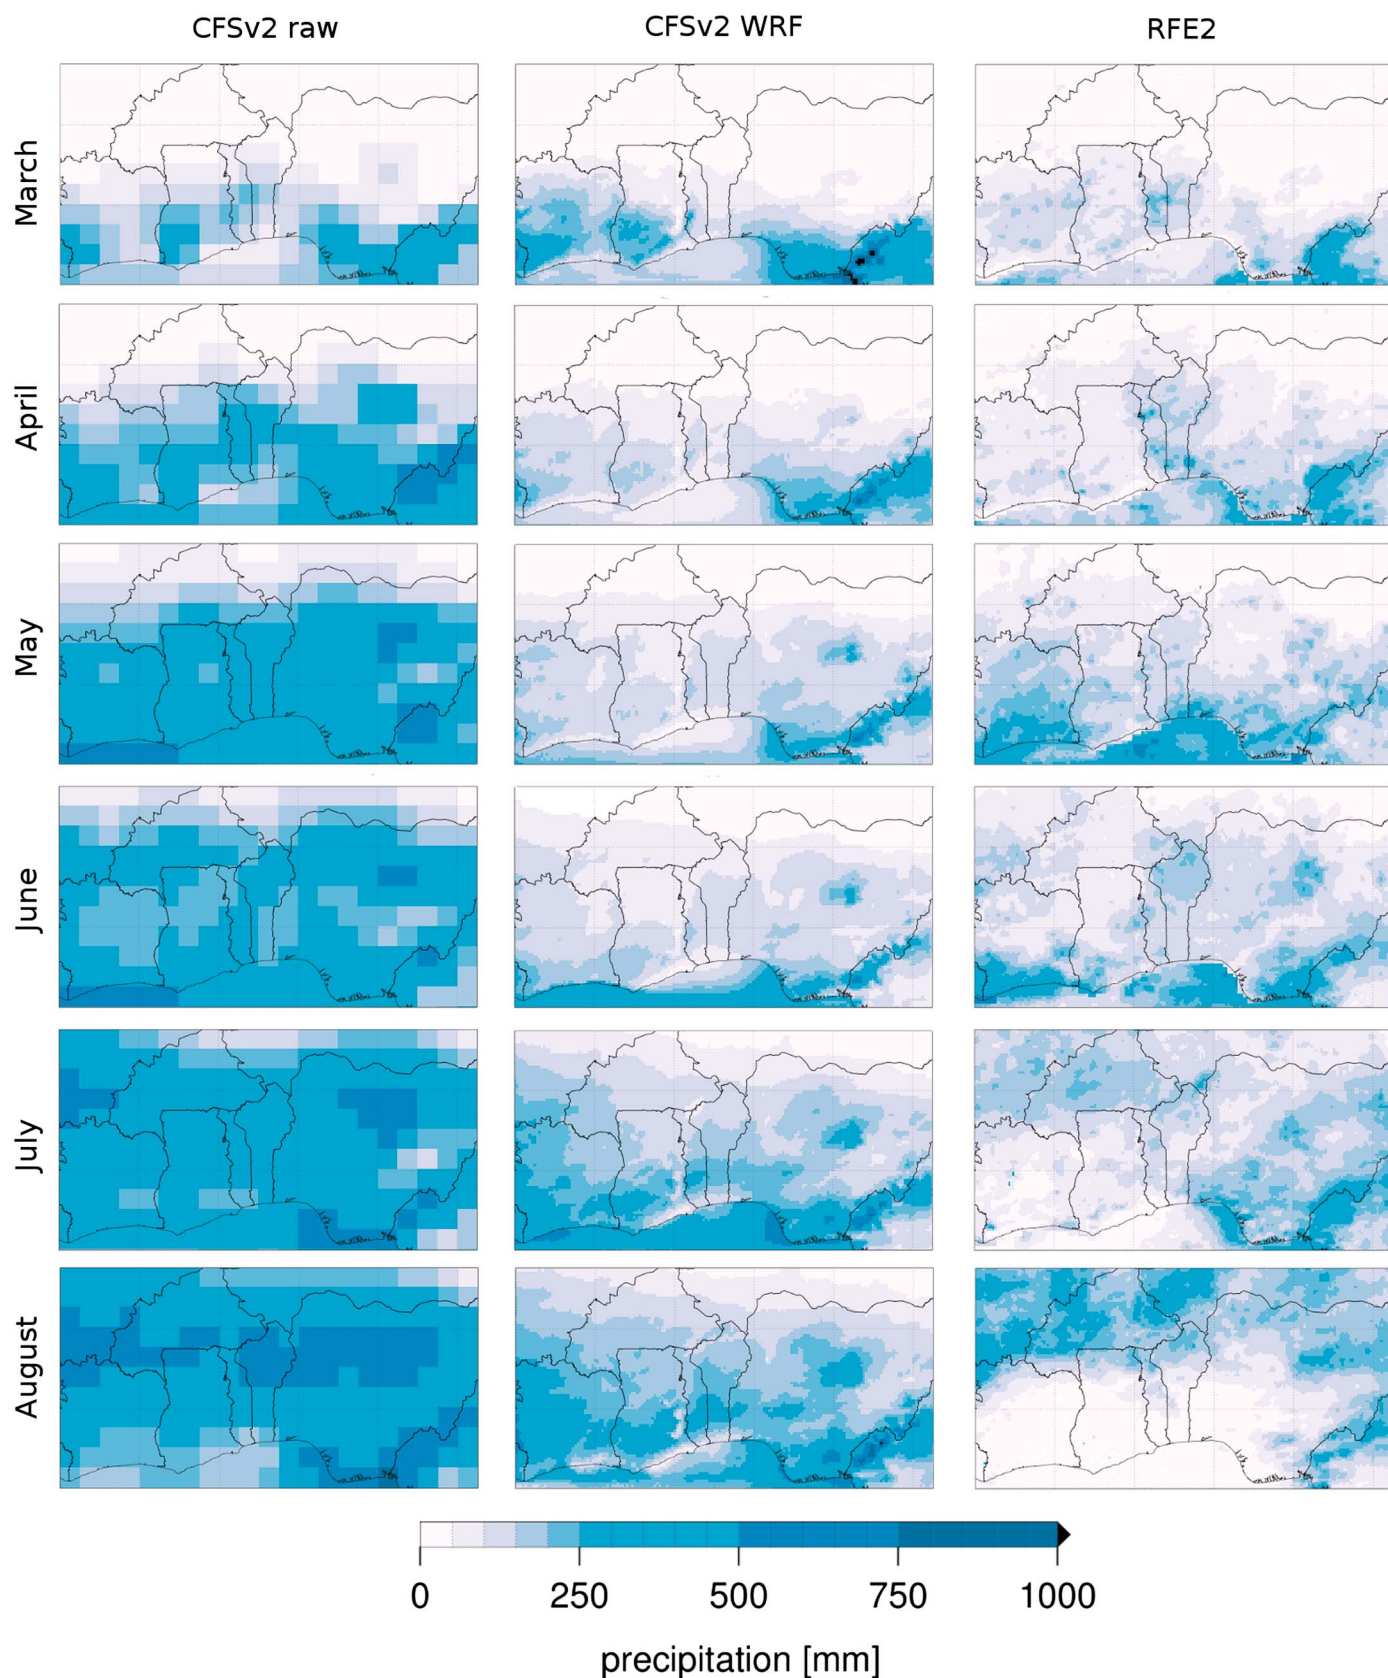 CFSv2 raw CFSv2 WRF RFE2
March
April
May
June
July
August
0 250 500 750 1000
precipitation [mm]